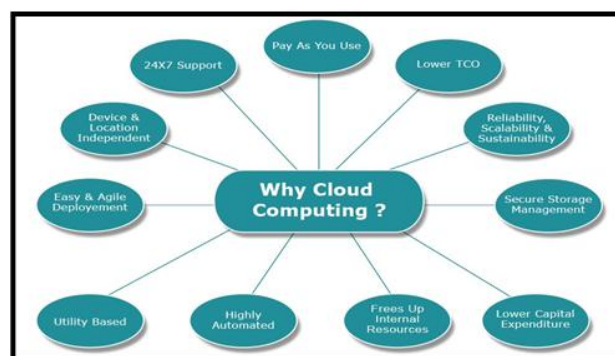 Pay As You Use
24X7 Support
Lower TCO
Device &
Location
Independent
Reliability,
Scalability &
Sustainability
Why Cloud
Computing ?
Easy & Agile
Deployement
Secure Storage
Management
Utility Based
Highly
Automated
Frees Up
Internal
Resources
Lower Capital
Expenditure